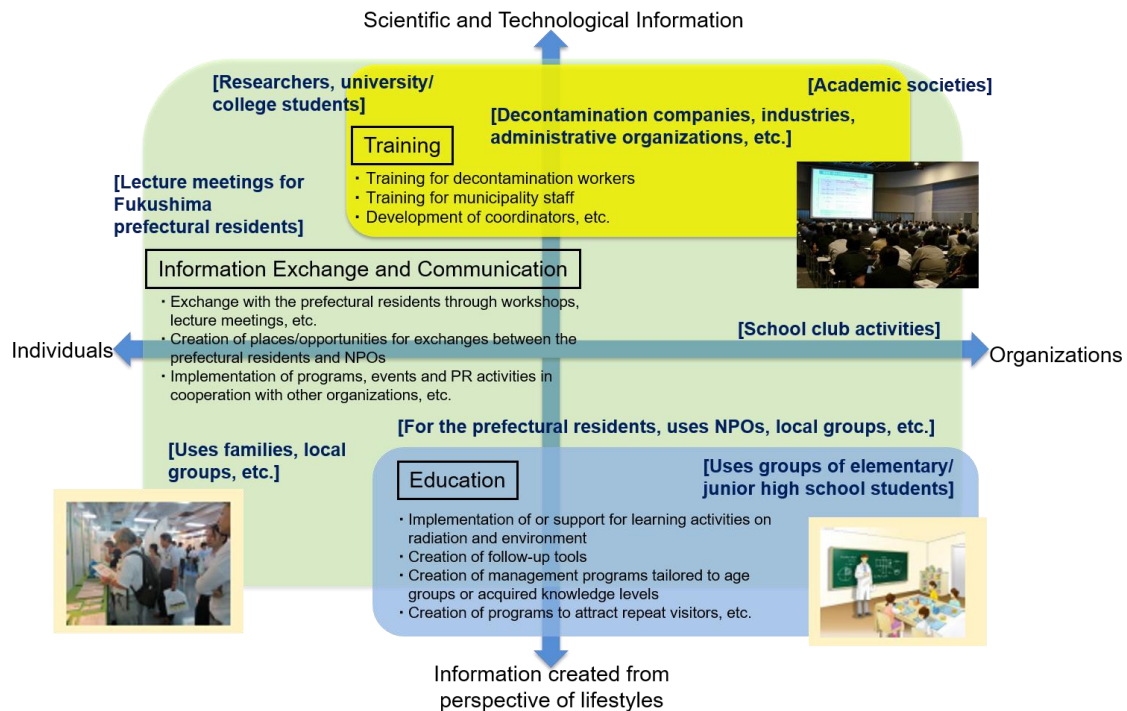 Scientific and Technological Information
[Researchers, university/
college students]
[Academic societies]
[Decontamination companies, industries,
administrative organizations, etc.]
Training
・Training for decontamination workers
・Training for municipality staff
・Development of coordinators, etc.
[Lecture meetings for
Fukushima
prefectural residents]
Information Exchange and Communication
・Exchange with the prefectural residents through workshops,
lecture meetings, etc.
・Creation of places/opportunities for exchanges between the
prefectural residents and NPOs
・Implementation of programs, events and PR activities in
cooperation with other organizations, etc.
[School club activities]
Individuals
Organizations
[For the prefectural residents, uses NPOs, local groups, etc.]
[Uses families, local
groups, etc.]
Education
[Uses groups of elementary/
junior high school students]
・Implementation of or support for learning activities on
radiation and environment
・Creation of follow-up tools
・Creation of management programs tailored to age
groups or acquired knowledge levels
・Creation of programs to attract repeat visitors, etc.
Information created from
perspective of lifestyles